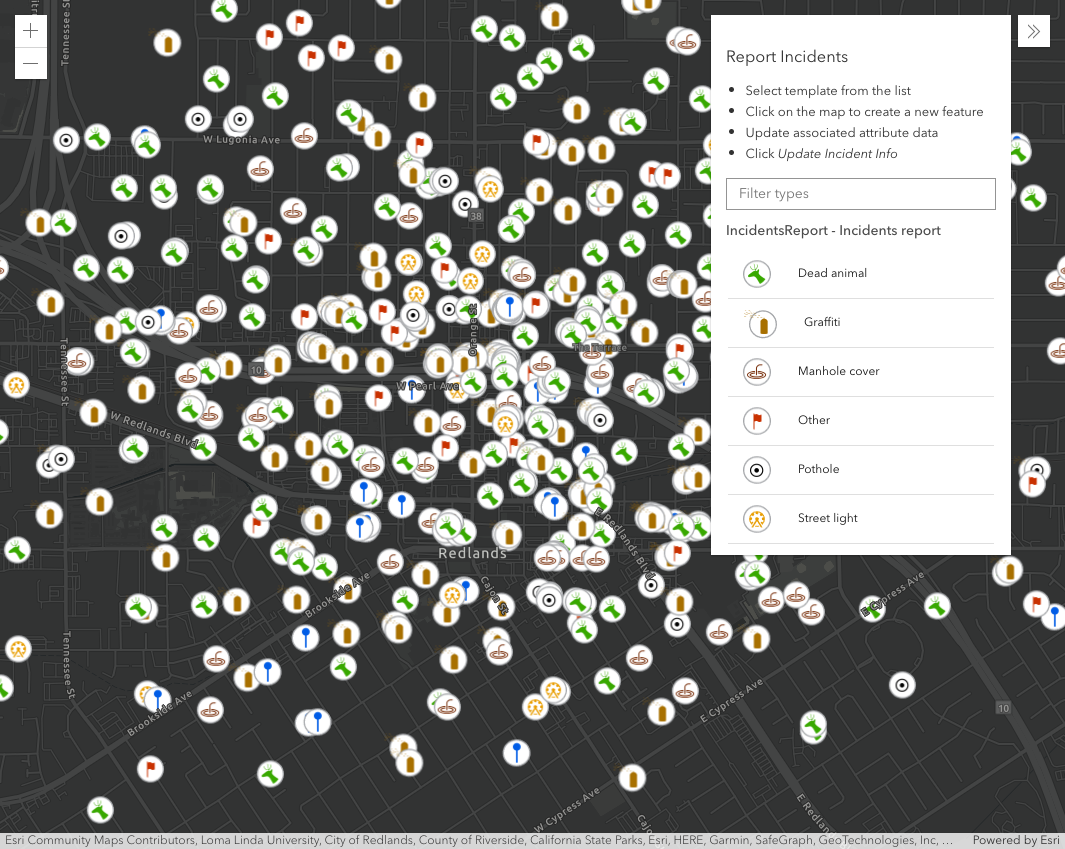 Report Incidents
Select template from the list
Click on the map to create a new feature
Update associated attribute data
Click Update Incident Info
Filter types
IncidentsReport - Incidents report
Dead animal
Graffiti
Manhole cover
Other
Pothole
Street light
Tennessee St
W Lugonia Ave
38
Orange St
The Terrace
Tennessee St
10
W Pearl Ave
W Redlands Blvd
E Redlands Blvd
Redlands
Brookside Ave
Cajon St
E Cypress Ave
Tennessee St
Brookside Ave
E Cypress Ave
10
W Cypress Ave
Esri Community Maps Contributors, Loma Linda University, City of Redlands, County of Riverside, California State Parks, Esri, HERE, Garmin, SafeGraph, GeoTechnologies, Inc, …
Powered by Esri